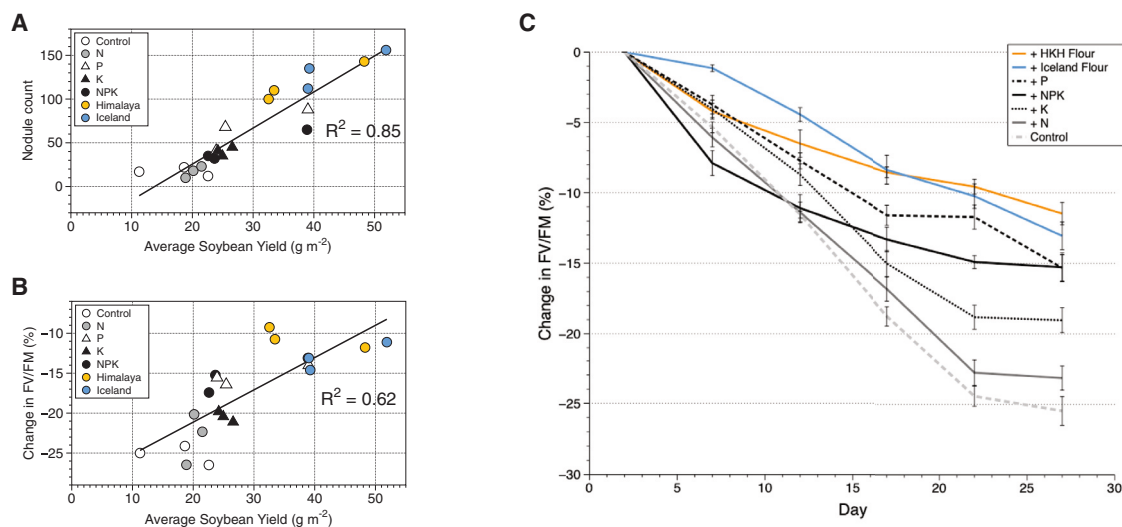 A
Control
N
P
K
NPK
Himalaya
Iceland
150
100
50
0
Nodule count
R² = 0.85
0 10 20 30 40 50
Average Soybean Yield (g m⁻²)
B
Control
N
P
K
NPK
Himalaya
Iceland
−10
−15
−20
−25
Change in FV/FM (%)
R² = 0.62
0 10 20 30 40 50
Average Soybean Yield (g m⁻²)
C
+ HKH Flour
+ Iceland Flour
+ P
+ NPK
+ K
+ N
Control
0
−5
−10
−15
−20
−25
−30
Change in FV/FM (%)
0 5 10 15 20 25 30
Day